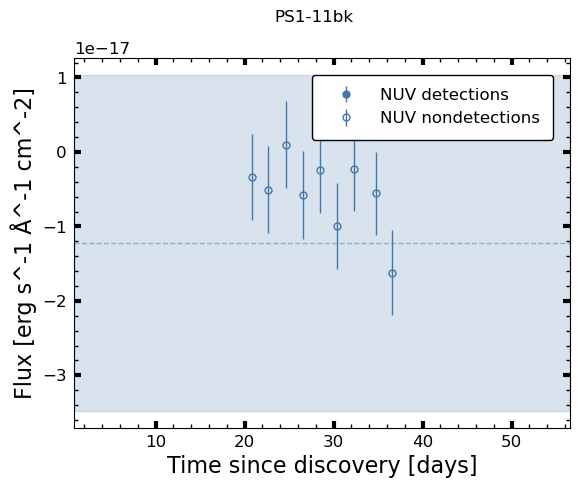 PS1-11bk
1e−17
Flux [erg s^-1 Å^-1 cm^-2]
1
0
−1
−2
−3
NUV detections
NUV nondetections
10
20
30
40
50
Time since discovery [days]